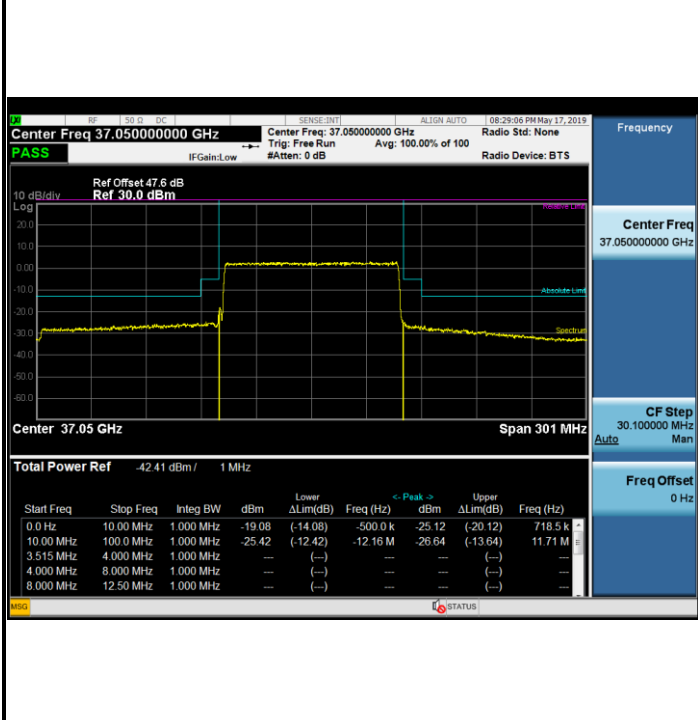 RF 50 Ω DC SENSE:INT ALIGN AUTO 08:29:06 PM May 17, 2019
Center Freq 37.050000000 GHz
Center Freq: 37.050000000 GHz
Radio Std: None
PASS
Trig: Free Run Avg: 100.00% of 100
IFGain:Low
#Atten: 0 dB
Radio Device: BTS
Frequency
Ref Offset 47.6 dB
10 dB/div Ref 30.0 dBm
Log
Relative Limit
20.0
10.0
0.00
-10.0
Absolute Limit
-20.0
-30.0
Spectrum
-40.0
-50.0
-60.0
Center 37.05 GHz
Span 301 MHz
Center Freq
37.050000000 GHz
CF Step
30.100000 MHz
Auto Man
Freq Offset
0 Hz
Total Power Ref -42.41 dBm / 1 MHz
Lower <- Peak -> Upper
Start Freq Stop Freq Integ BW dBm ΔLim(dB) Freq (Hz) dBm ΔLim(dB) Freq (Hz)
0.0 Hz 10.00 MHz 1.000 MHz -19.08 (-14.08) -500.0 k -25.12 (-20.12) 718.5 k
10.00 MHz 100.0 MHz 1.000 MHz -25.42 (-12.42) -12.16 M -26.64 (-13.64) 11.71 M
3.515 MHz 4.000 MHz 1.000 MHz --- (---) --- --- (---) ---
4.000 MHz 8.000 MHz 1.000 MHz --- (---) --- --- (---) ---
8.000 MHz 12.50 MHz 1.000 MHz --- (---) --- --- (---) ---
MSG
STATUS